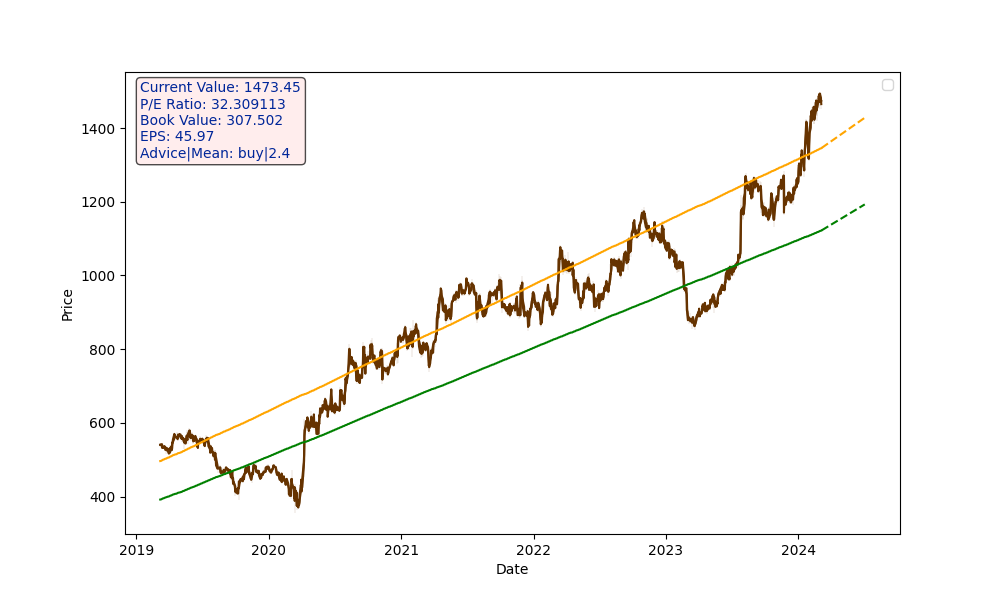 Current Value: 1473.45
P/E Ratio: 32.309113
Book Value: 307.502
EPS: 45.97
Advice|Mean: buy|2.4
1400
1200
1000
800
600
400
Price
2019 2020 2021 2022 2023 2024
Date